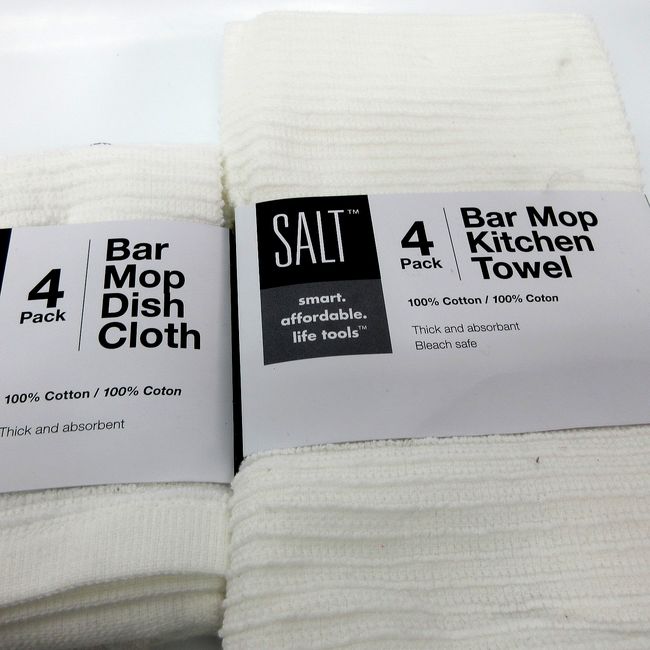 4
Pack
Bar
Mop
Dish
Cloth
100% Cotton / 100% Coton
Thick and absorbent
SALT™
smart.
affordable.
life tools™
4
Pack
Bar Mop
Kitchen
Towel
100% Cotton / 100% Coton
Thick and absorbant
Bleach safe